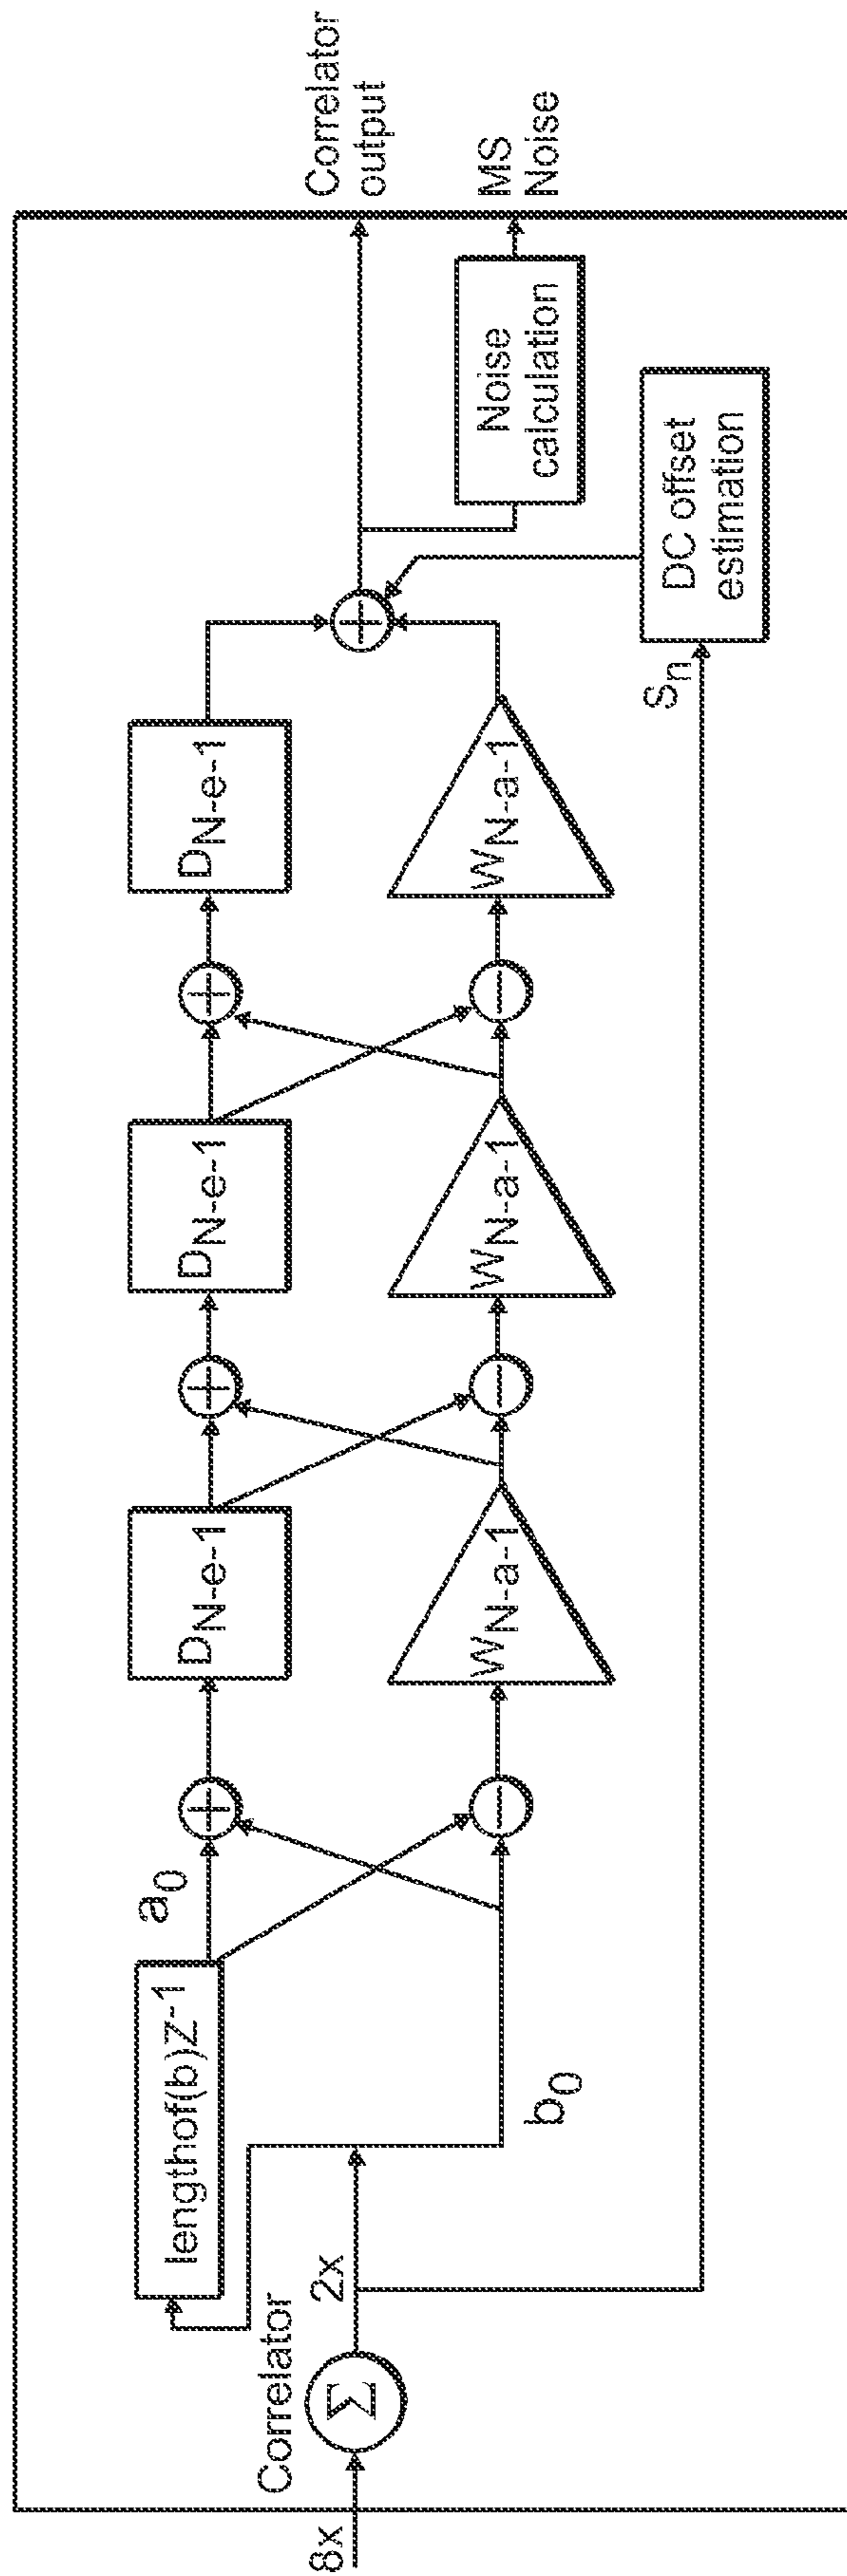 8x
Correlator
Σ
2x
lengthof(b)Z-1
a0
b0
+
−
DN-e-1
WN-a-1
+
−
DN-e-1
WN-a-1
+
−
DN-e-1
WN-a-1
+
Sn
DC offset
estimation
Noise
calculation
Correlator
output
MS
Noise